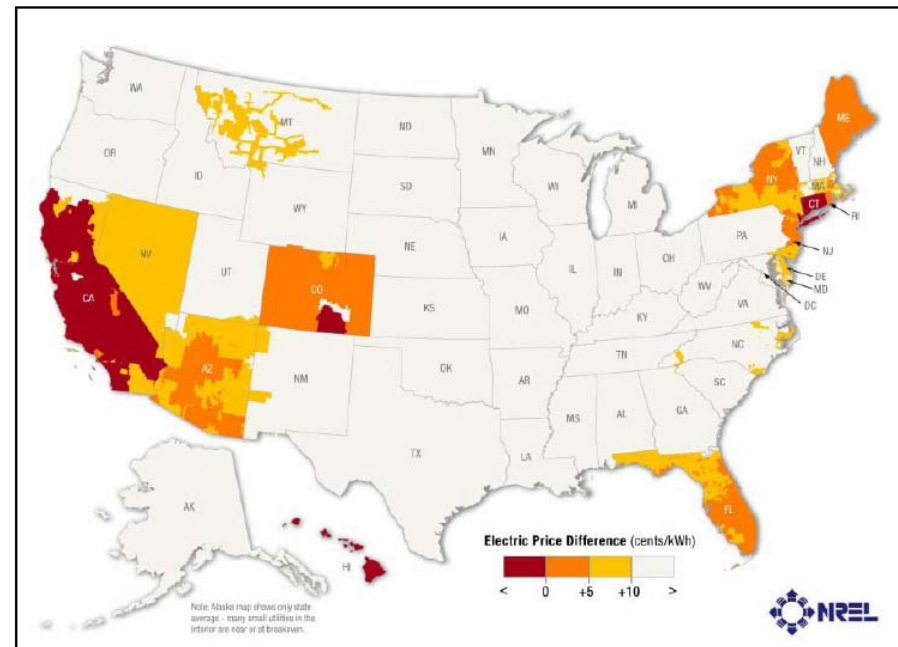 WA
MT
ND
MN
OR
ID
SD
WI
MI
WY
NE
IA
NV
UT
CO
KS
MO
IL
IN
OH
PA
NY
VT
NH
ME
MA
CT
RI
NJ
DE
MD
DC
WV
VA
KY
CA
AZ
NM
OK
AR
TN
NC
SC
MS
AL
GA
TX
LA
FL
AK
HI
Electric Price Difference (cents/kWh)
< 0 +5 +10 >
Note: Alaska map shows only state
average - many small utilities in the
interior are near or at breakeven.
NREL